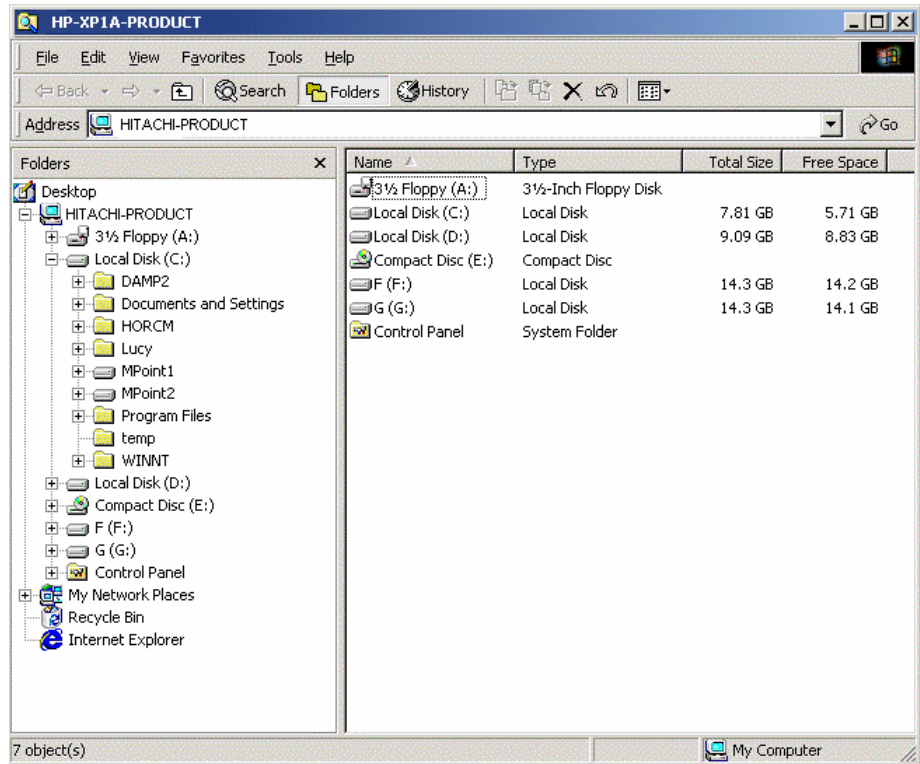 HP-XP1A-PRODUCT
File Edit View Favorites Tools Help
Back Search Folders History
Address HITACHI-PRODUCT Go
Folders
Desktop
HITACHI-PRODUCT
3½ Floppy (A:)
Local Disk (C:)
DAMP2
Documents and Settings
HORCM
Lucy
MPoint1
MPoint2
Program Files
temp
WINNT
Local Disk (D:)
Compact Disc (E:)
F (F:)
G (G:)
Control Panel
My Network Places
Recycle Bin
Internet Explorer
Name Type Total Size Free Space
3½ Floppy (A:) 3½-Inch Floppy Disk
Local Disk (C:) Local Disk 7.81 GB 5.71 GB
Local Disk (D:) Local Disk 9.09 GB 8.83 GB
Compact Disc (E:) Compact Disc
F (F:) Local Disk 14.3 GB 14.2 GB
G (G:) Local Disk 14.3 GB 14.1 GB
Control Panel System Folder
7 object(s) My Computer